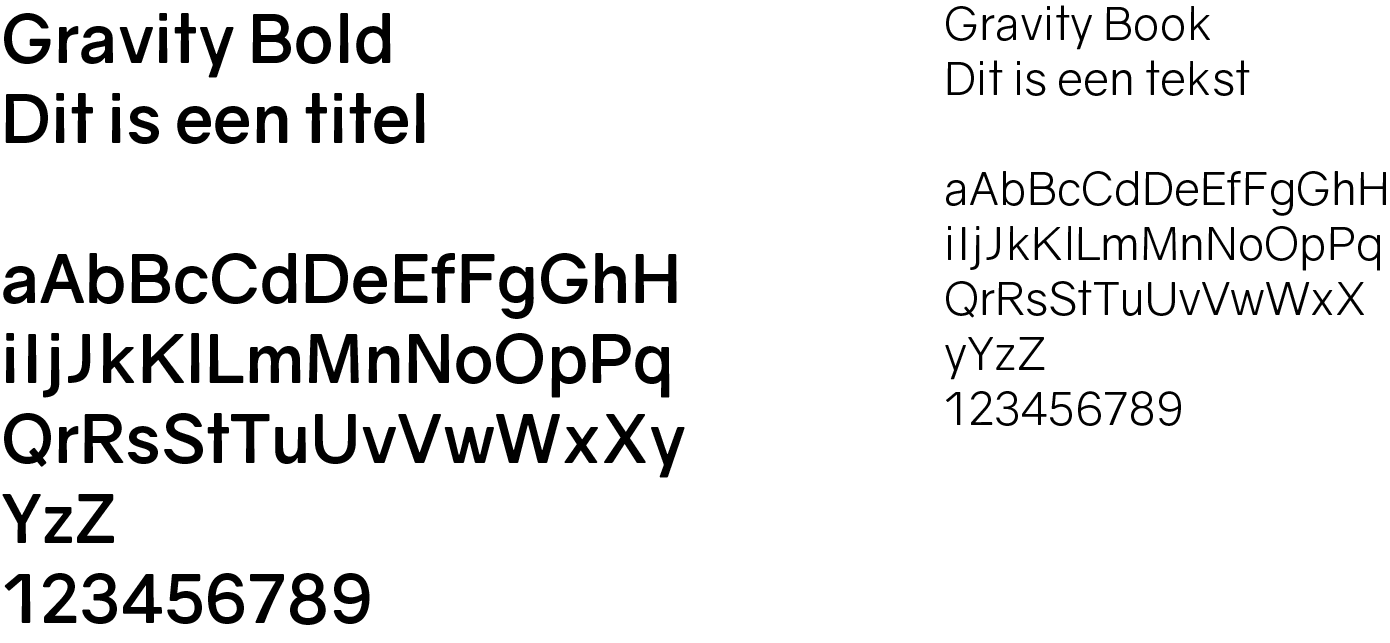 Gravity Bold
Dit is een titel
aAbBcCdDeEfFgGhH
iIjJkKlLmMnNoOpPq
QrRsStTuUvVwWxXy
YzZ
123456789
Gravity Book
Dit is een tekst
aAbBcCdDeEfFgGhH
iIjJkKlLmMnNoOpPq
QrRsStTuUvVwWxX
yYzZ
123456789